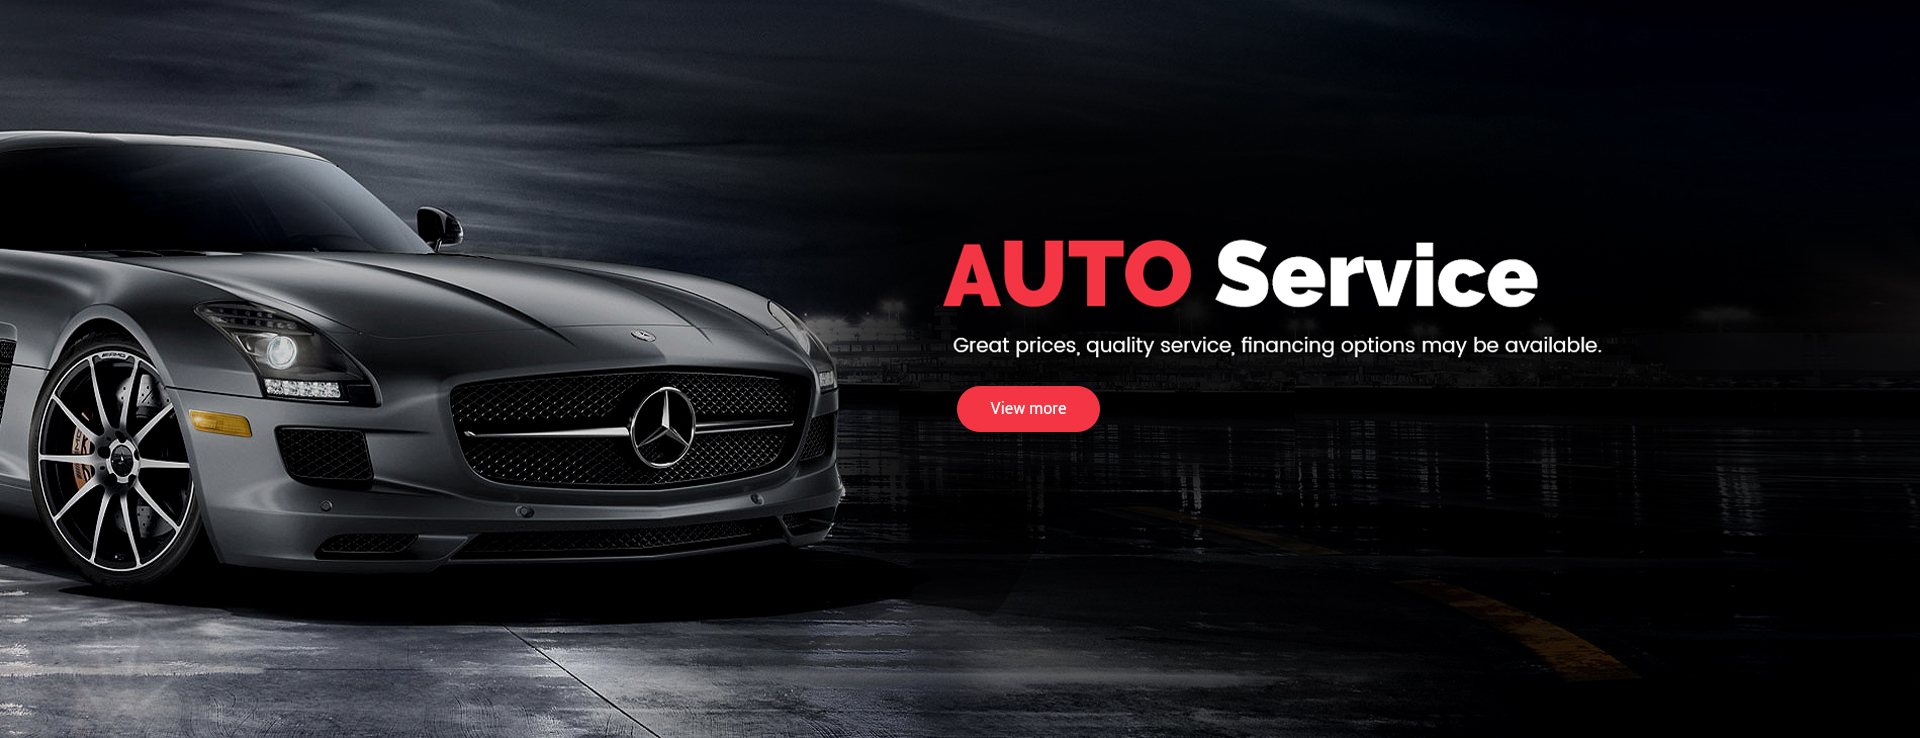 AUTO Service
Great prices, quality service, financing options may be available.
View more